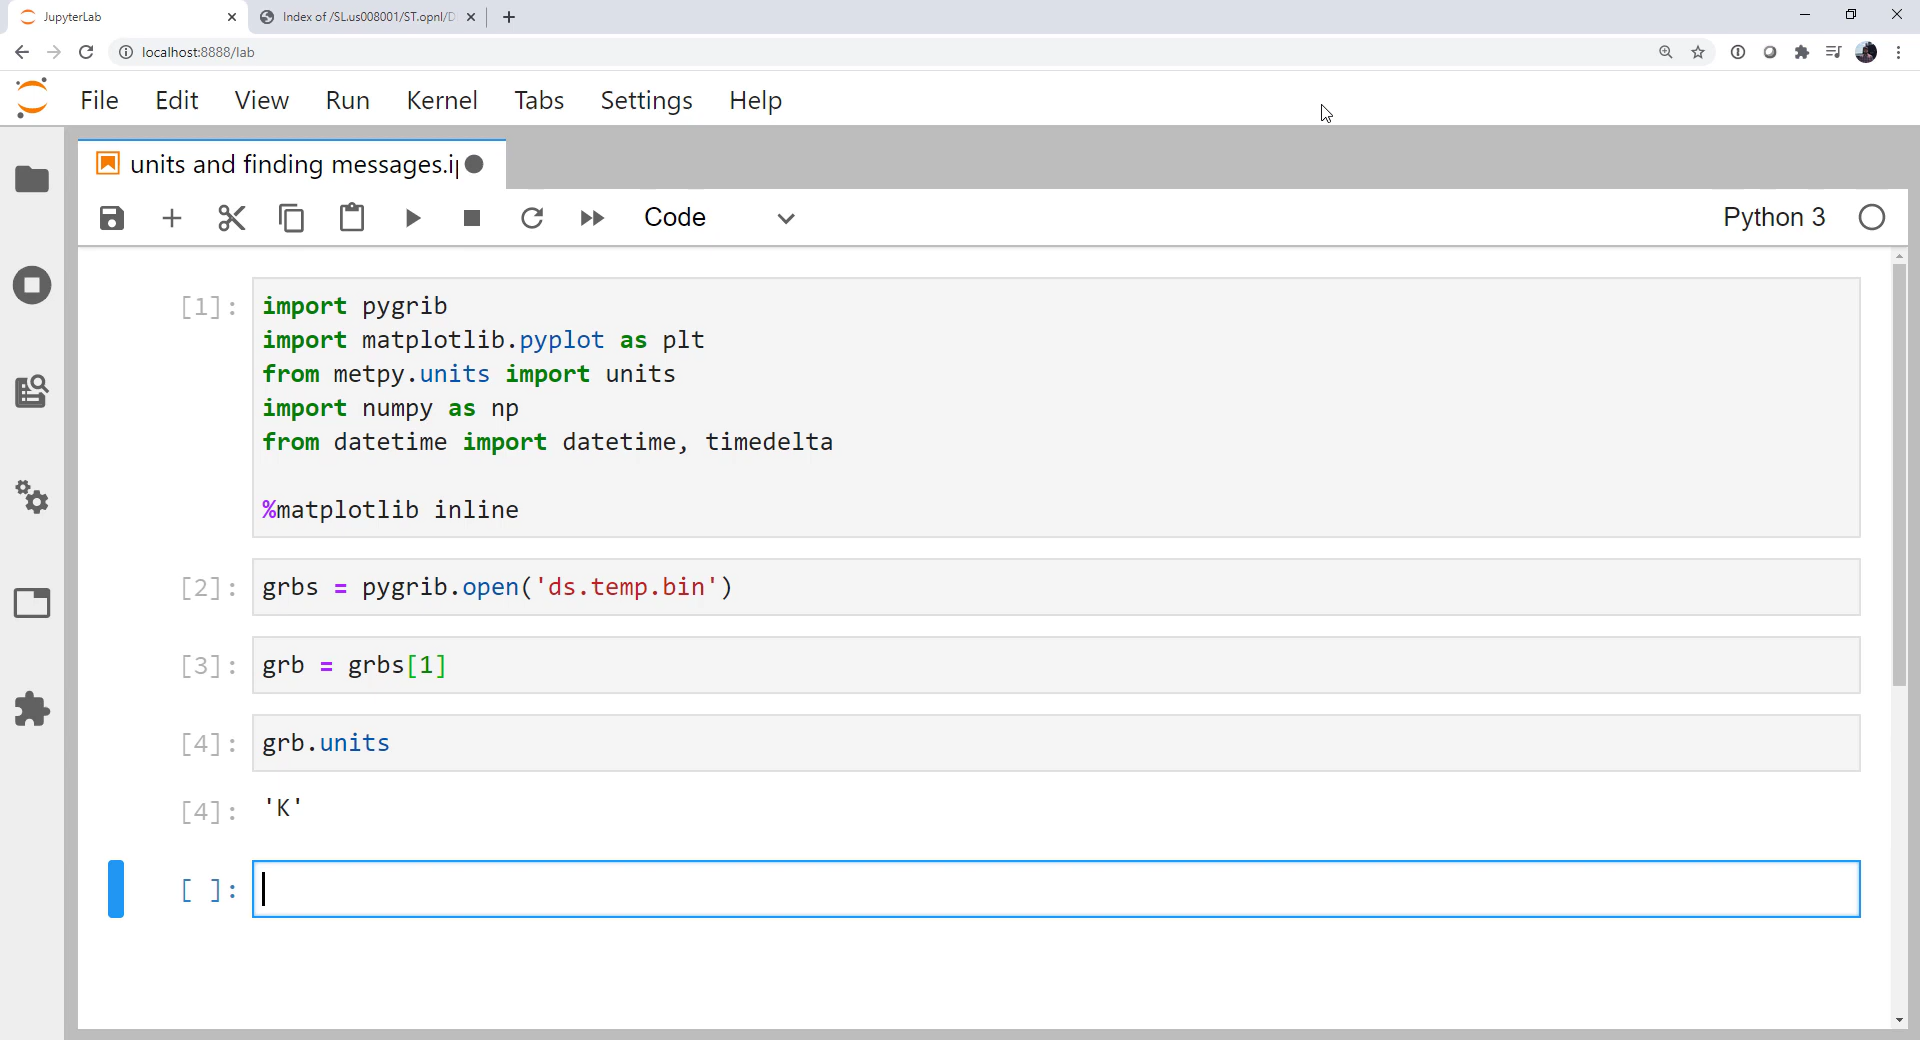 JupyterLab
Index of /SL.us008001/ST.opnl/D
localhost:8888/lab
File Edit View Run Kernel Tabs Settings Help
units and finding messages.i
Code
Python 3
[1]:
import pygrib
import matplotlib.pyplot as plt
from metpy.units import units
import numpy as np
from datetime import datetime, timedelta
%matplotlib inline
[2]: grbs = pygrib.open('ds.temp.bin')
[3]: grb = grbs[1]
[4]: grb.units
[4]: 'K'
[ ]: